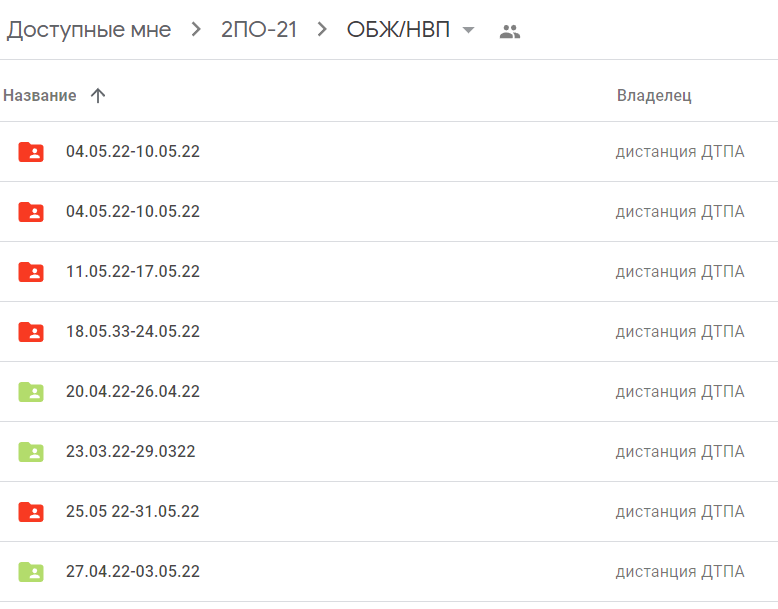 Доступные мне > 2ПО-21 > ОБЖ/НВП
Название Владелец
04.05.22-10.05.22 дистанция ДТПА
04.05.22-10.05.22 дистанция ДТПА
11.05.22-17.05.22 дистанция ДТПА
18.05.33-24.05.22 дистанция ДТПА
20.04.22-26.04.22 дистанция ДТПА
23.03.22-29.0322 дистанция ДТПА
25.05 22-31.05.22 дистанция ДТПА
27.04.22-03.05.22 дистанция ДТПА